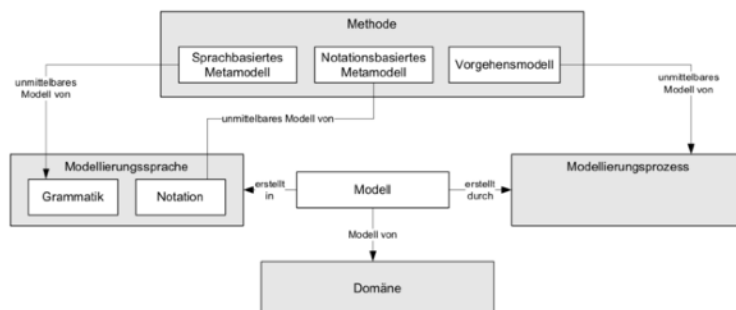 Methode
Sprachbasiertes
Metamodell
Notationsbasiertes
Metamodell
Vorgehensmodell
unmittelbares
Modell von
unmittelbares
Modell von
unmittelbares Modell von
Modellierungssprache
Grammatik
Notation
erstellt
in
Modell
erstellt
durch
Modellierungsprozess
Modell von
Domäne